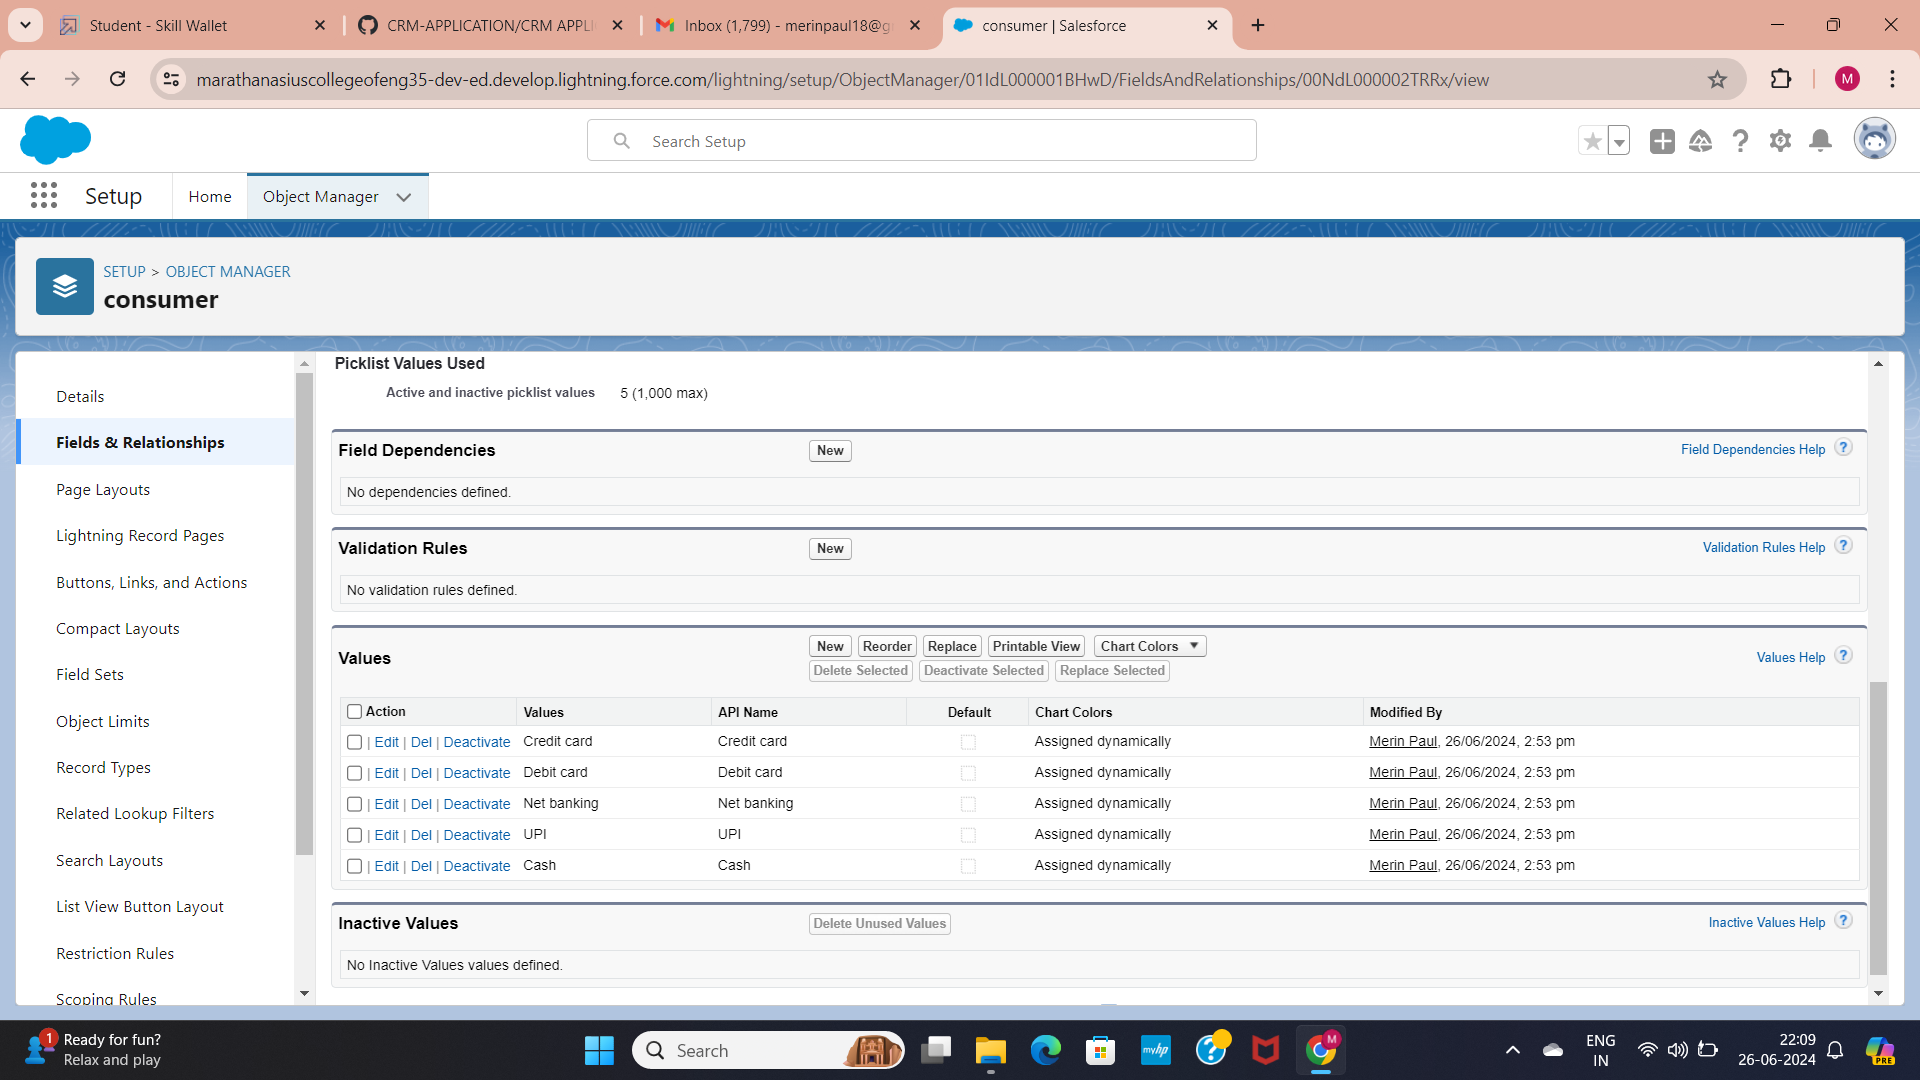 Student - Skill Wallet
CRM-APPLICATION/CRM APPLI
Inbox (1,799) - merinpaul18@g
consumer | Salesforce
marathanasiuscollegeofeng35-dev-ed.develop.lightning.force.com/lightning/setup/ObjectManager/01IdL000001BHwD/FieldsAndRelationships/00NdL000002TRRx/view
M
Search Setup
Setup
Home
Object Manager
SETUP > OBJECT MANAGER
consumer
Details
Fields & Relationships
Page Layouts
Lightning Record Pages
Buttons, Links, and Actions
Compact Layouts
Field Sets
Object Limits
Record Types
Related Lookup Filters
Search Layouts
List View Button Layout
Restriction Rules
Scoping Rules
Picklist Values Used
Active and inactive picklist values 5 (1,000 max)
Field Dependencies New Field Dependencies Help ?
No dependencies defined.
Validation Rules New Validation Rules Help ?
No validation rules defined.
Values New Reorder Replace Printable View Chart Colors Values Help ?
Delete Selected Deactivate Selected Replace Selected
Action Values API Name Default Chart Colors Modified By
| Edit | Del | Deactivate Credit card Credit card Assigned dynamically Merin Paul, 26/06/2024, 2:53 pm
| Edit | Del | Deactivate Debit card Debit card Assigned dynamically Merin Paul, 26/06/2024, 2:53 pm
| Edit | Del | Deactivate Net banking Net banking Assigned dynamically Merin Paul, 26/06/2024, 2:53 pm
| Edit | Del | Deactivate UPI UPI Assigned dynamically Merin Paul, 26/06/2024, 2:53 pm
| Edit | Del | Deactivate Cash Cash Assigned dynamically Merin Paul, 26/06/2024, 2:53 pm
Inactive Values Delete Unused Values Inactive Values Help ?
No Inactive Values values defined.
1
Ready for fun?
Relax and play
Search
myhp
M
ENG
IN
22:09
26-06-2024
PRE